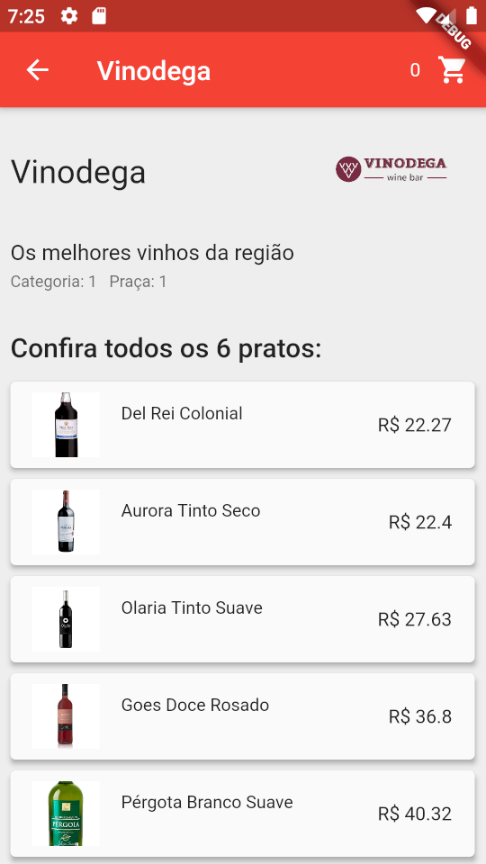 7:25
DEBUG
Vinodega
0
Vinodega
VINODEGA
wine bar
Os melhores vinhos da região
Categoria: 1 Praça: 1
Confira todos os 6 pratos:
Del Rei Colonial
R$ 22.27
Aurora Tinto Seco
R$ 22.4
Olaria Tinto Suave
R$ 27.63
Goes Doce Rosado
R$ 36.8
Pérgota Branco Suave
R$ 40.32
PÉRGOLA